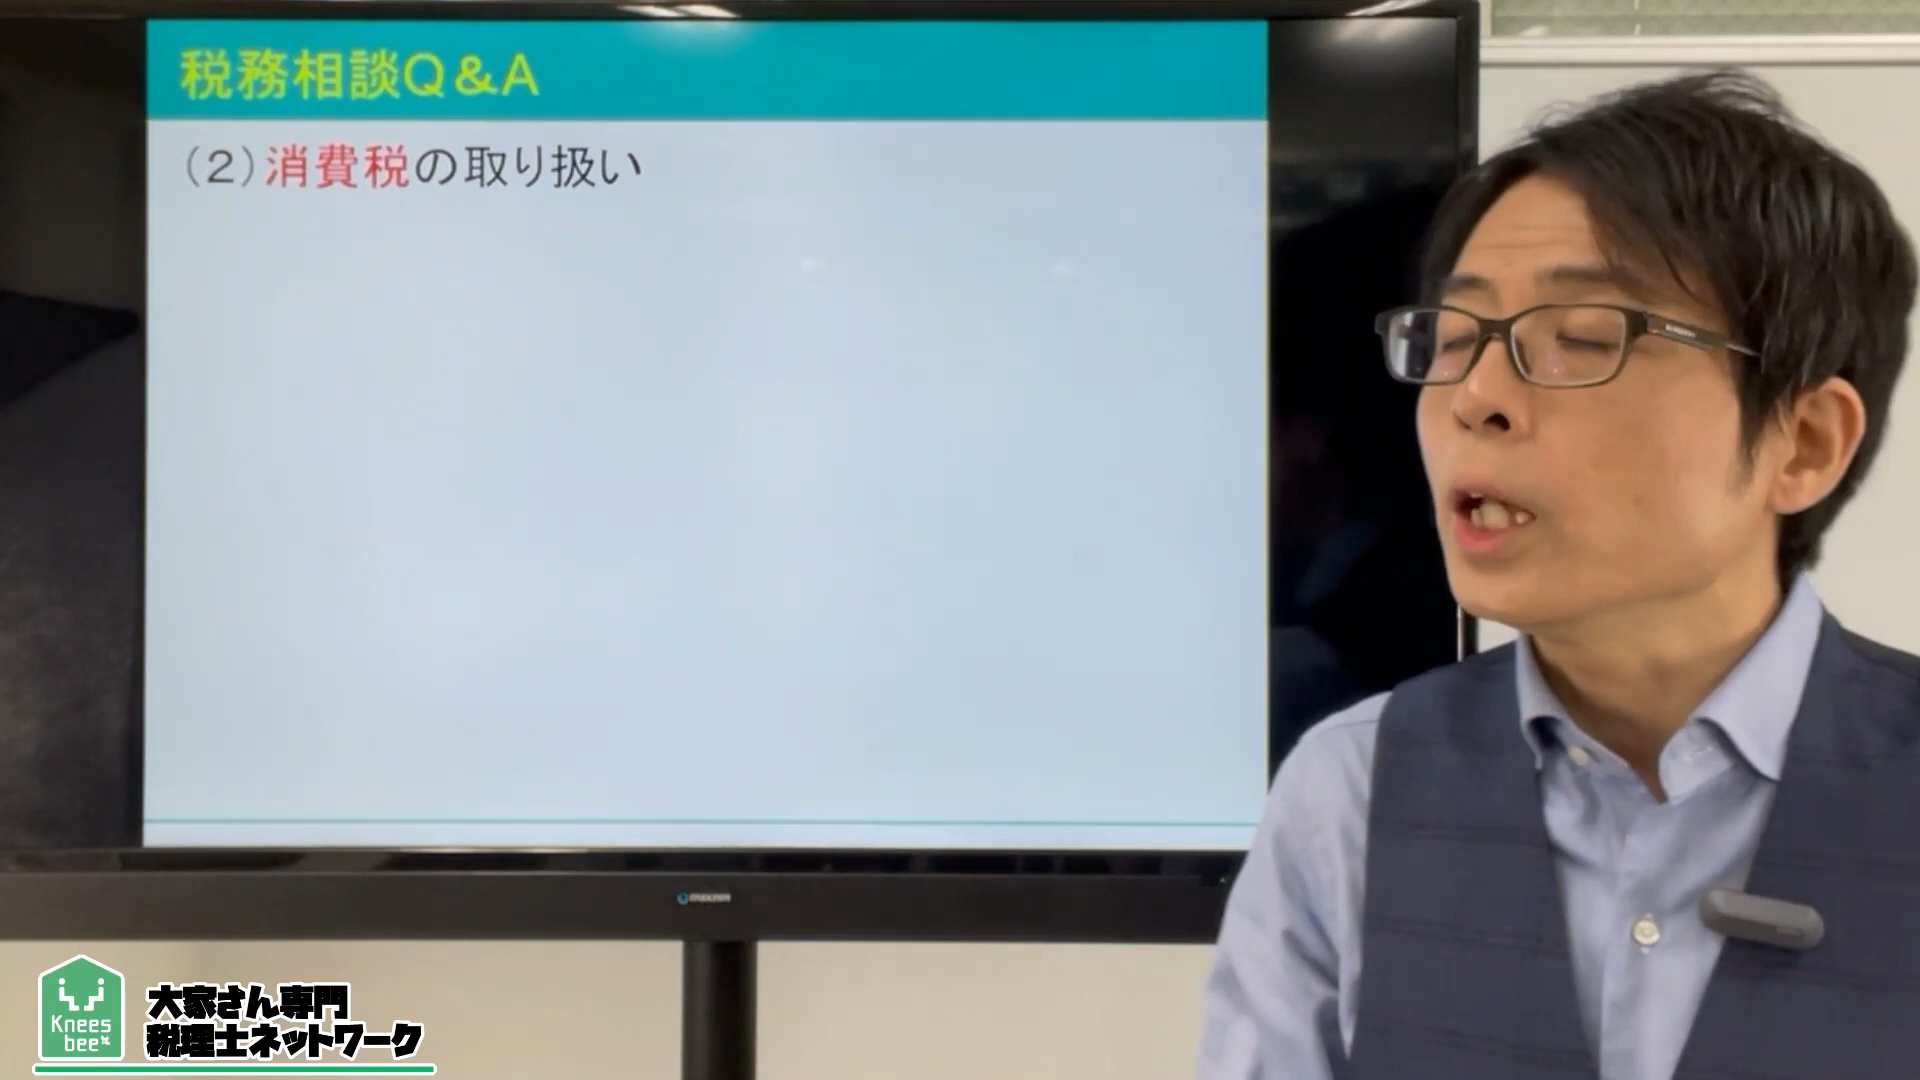 税務相談Q&A
(2)消費税の取り扱い
maxzen
Knees
bee
大家さん専門
税理士ネットワーク